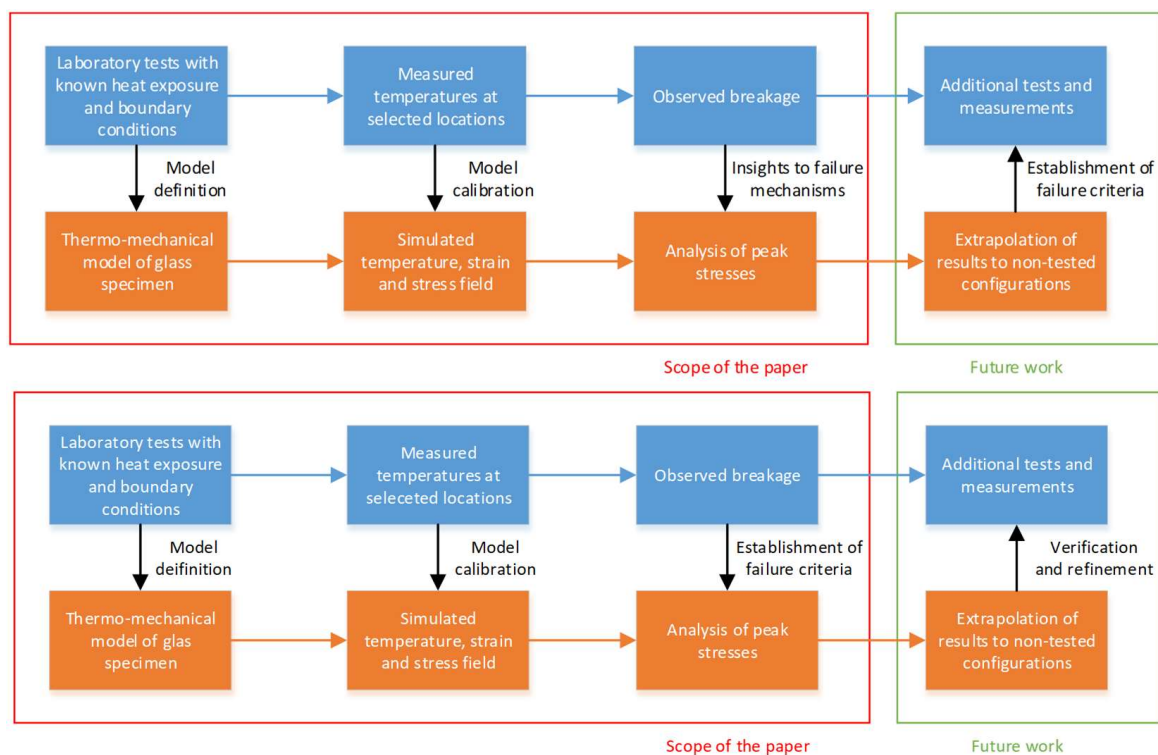 Laboratory tests with
known heat exposure
and boundary
conditions
Measured
temperatures at
selected locations
Observed breakage
Additional tests and
measurements
Model
definition
Model
calibration
Insights to failure
mechanisms
Establishment of
failure criteria
Thermo-mechanical
model of glass
specimen
Simulated
temperature, strain
and stress field
Analysis of peak
stresses
Extrapolation of
results to non-tested
configurations
Scope of the paper
Future work
Laboratory tests with
known heat exposure
and boundary
conditions
Measured
temperatures at
seleceted locations
Observed breakage
Additional tests and
measurements
Model
deifinition
Model
calibration
Establishment of
failure criteria
Verification
and refinement
Thermo-mechanical
model of glas
specimen
Simulated
temperature, strain
and stress field
Analysis of peak
stresses
Extrapolation of
results to non-tested
configurations
Scope of the paper
Future work